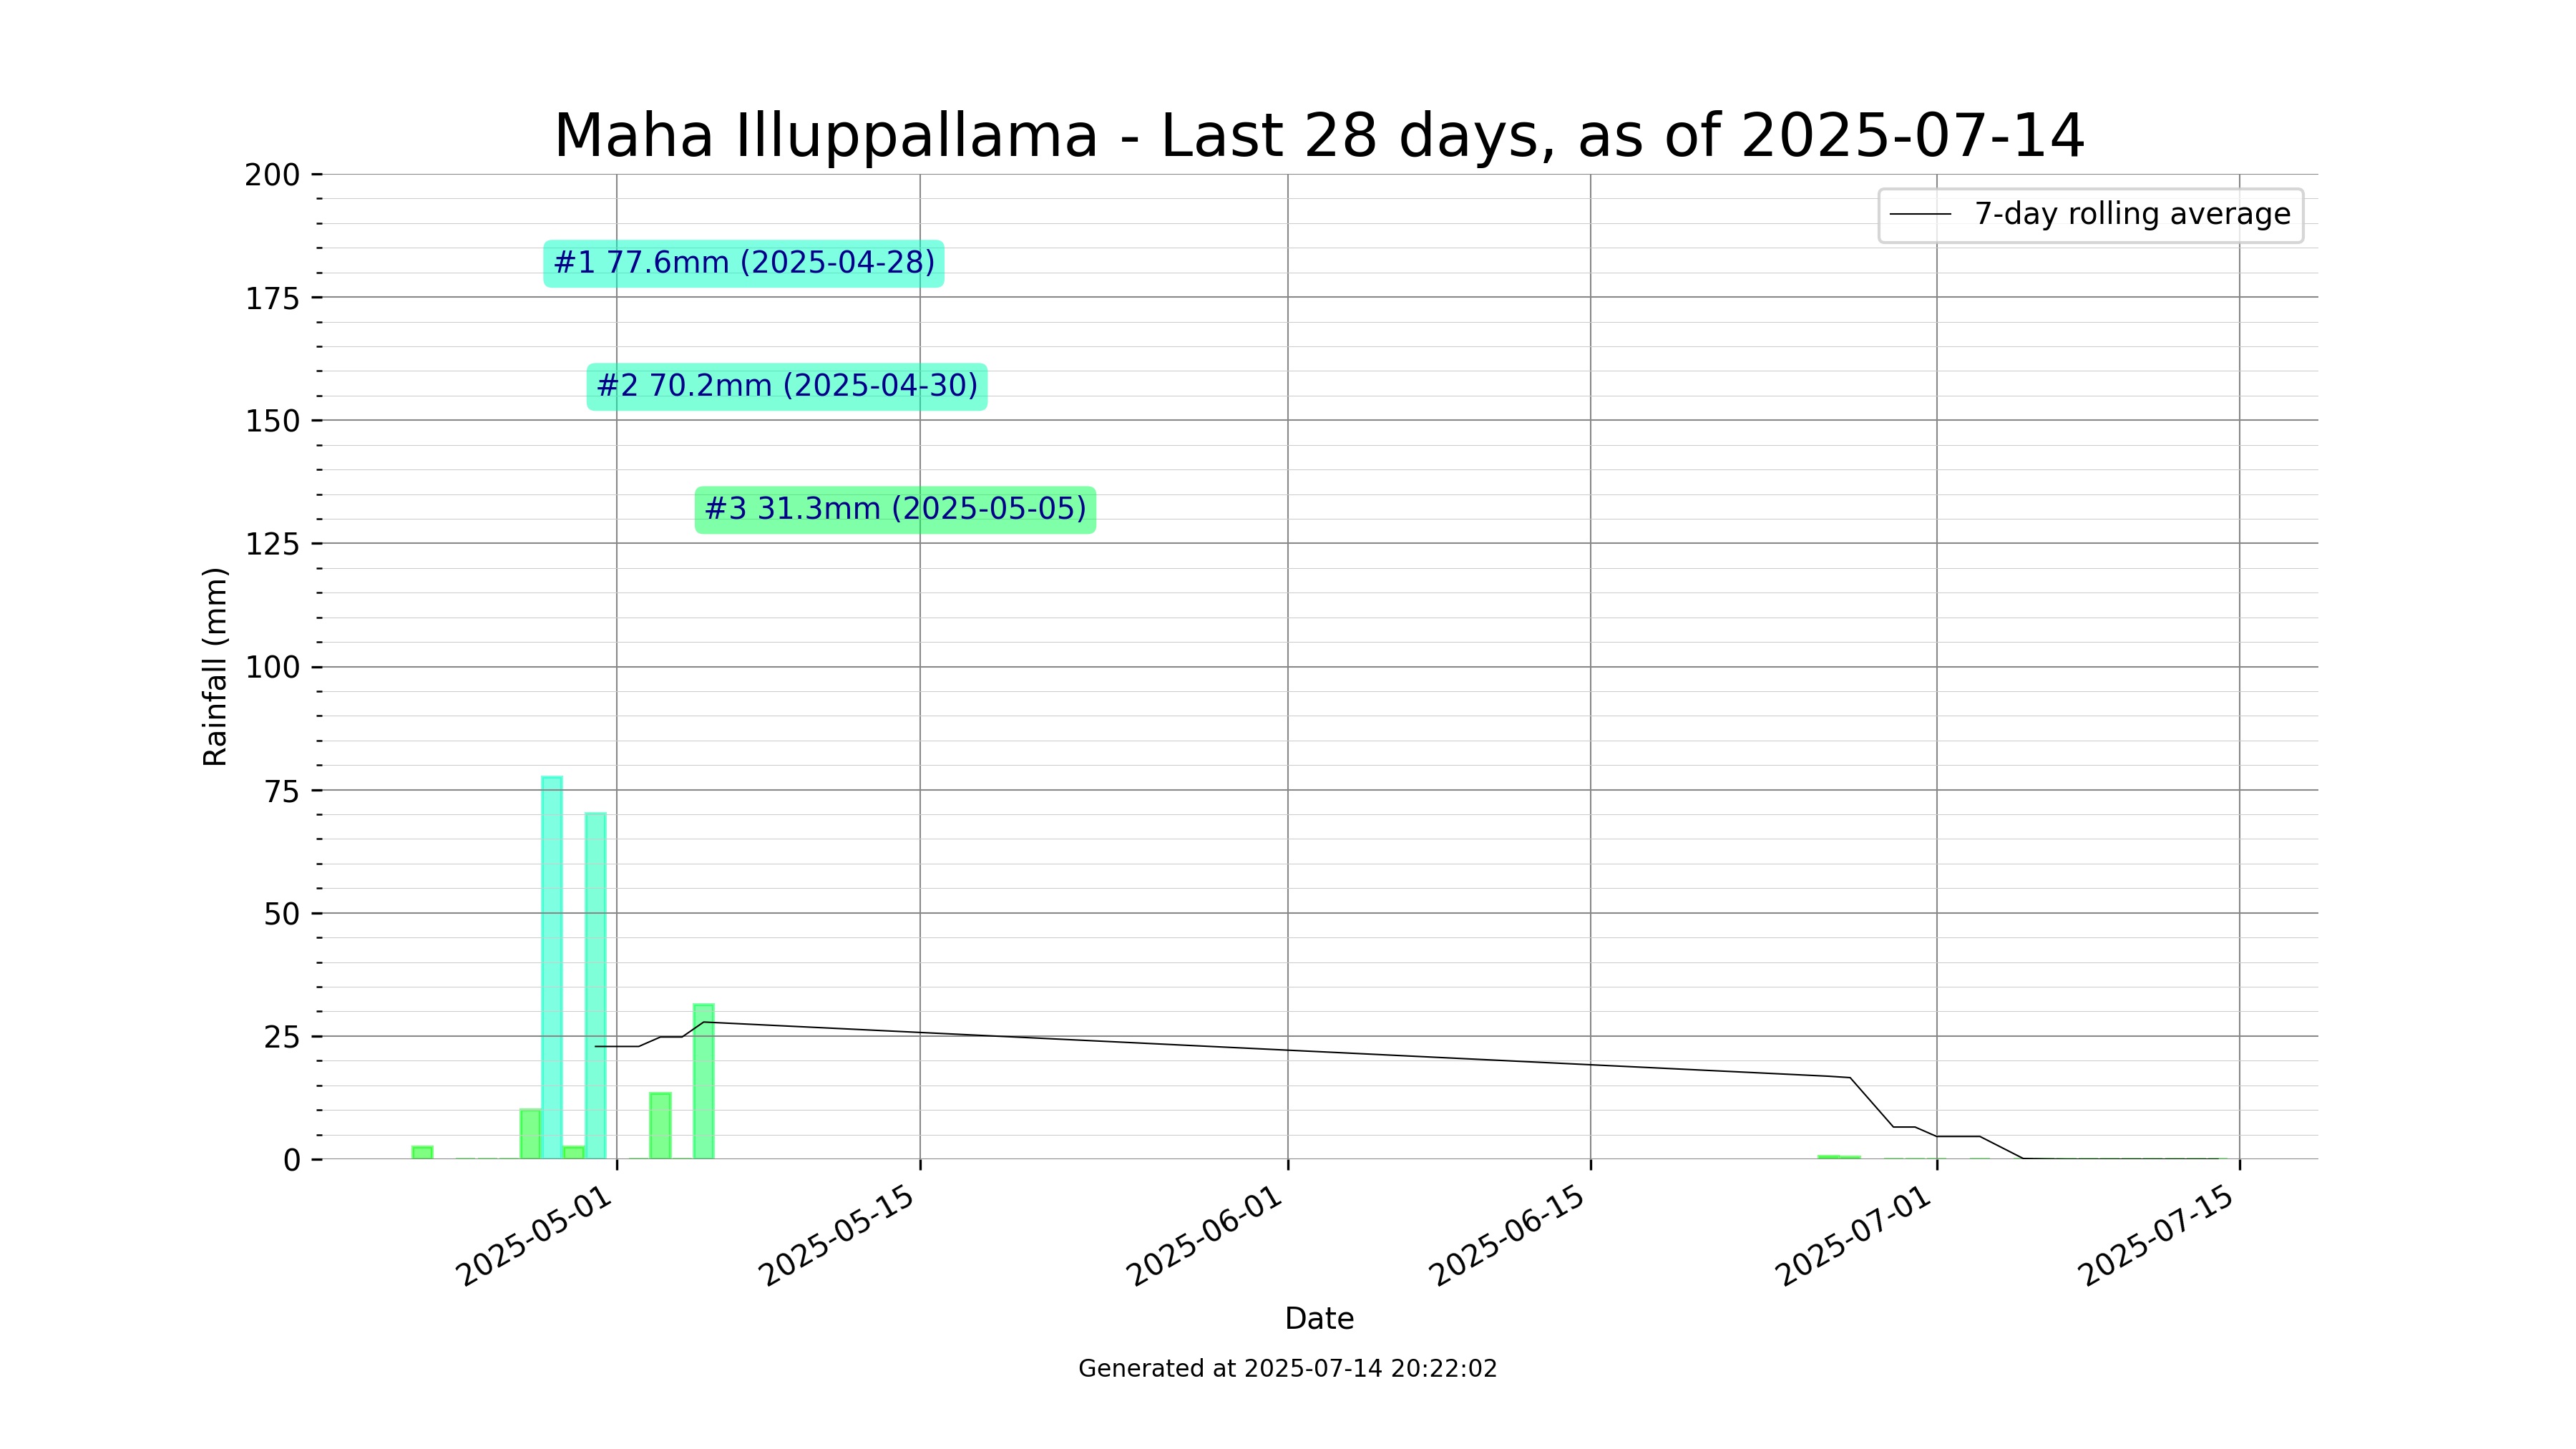 Maha Illuppallama - Last 28 days, as of 2025-07-14
200
175
150
125
100
75
50
25
0
Rainfall (mm)
7-day rolling average
#1 77.6mm (2025-04-28)
#2 70.2mm (2025-04-30)
#3 31.3mm (2025-05-05)
2025-05-01
2025-05-15
2025-06-01
2025-06-15
2025-07-01
2025-07-15
Date
Generated at 2025-07-14 20:22:02